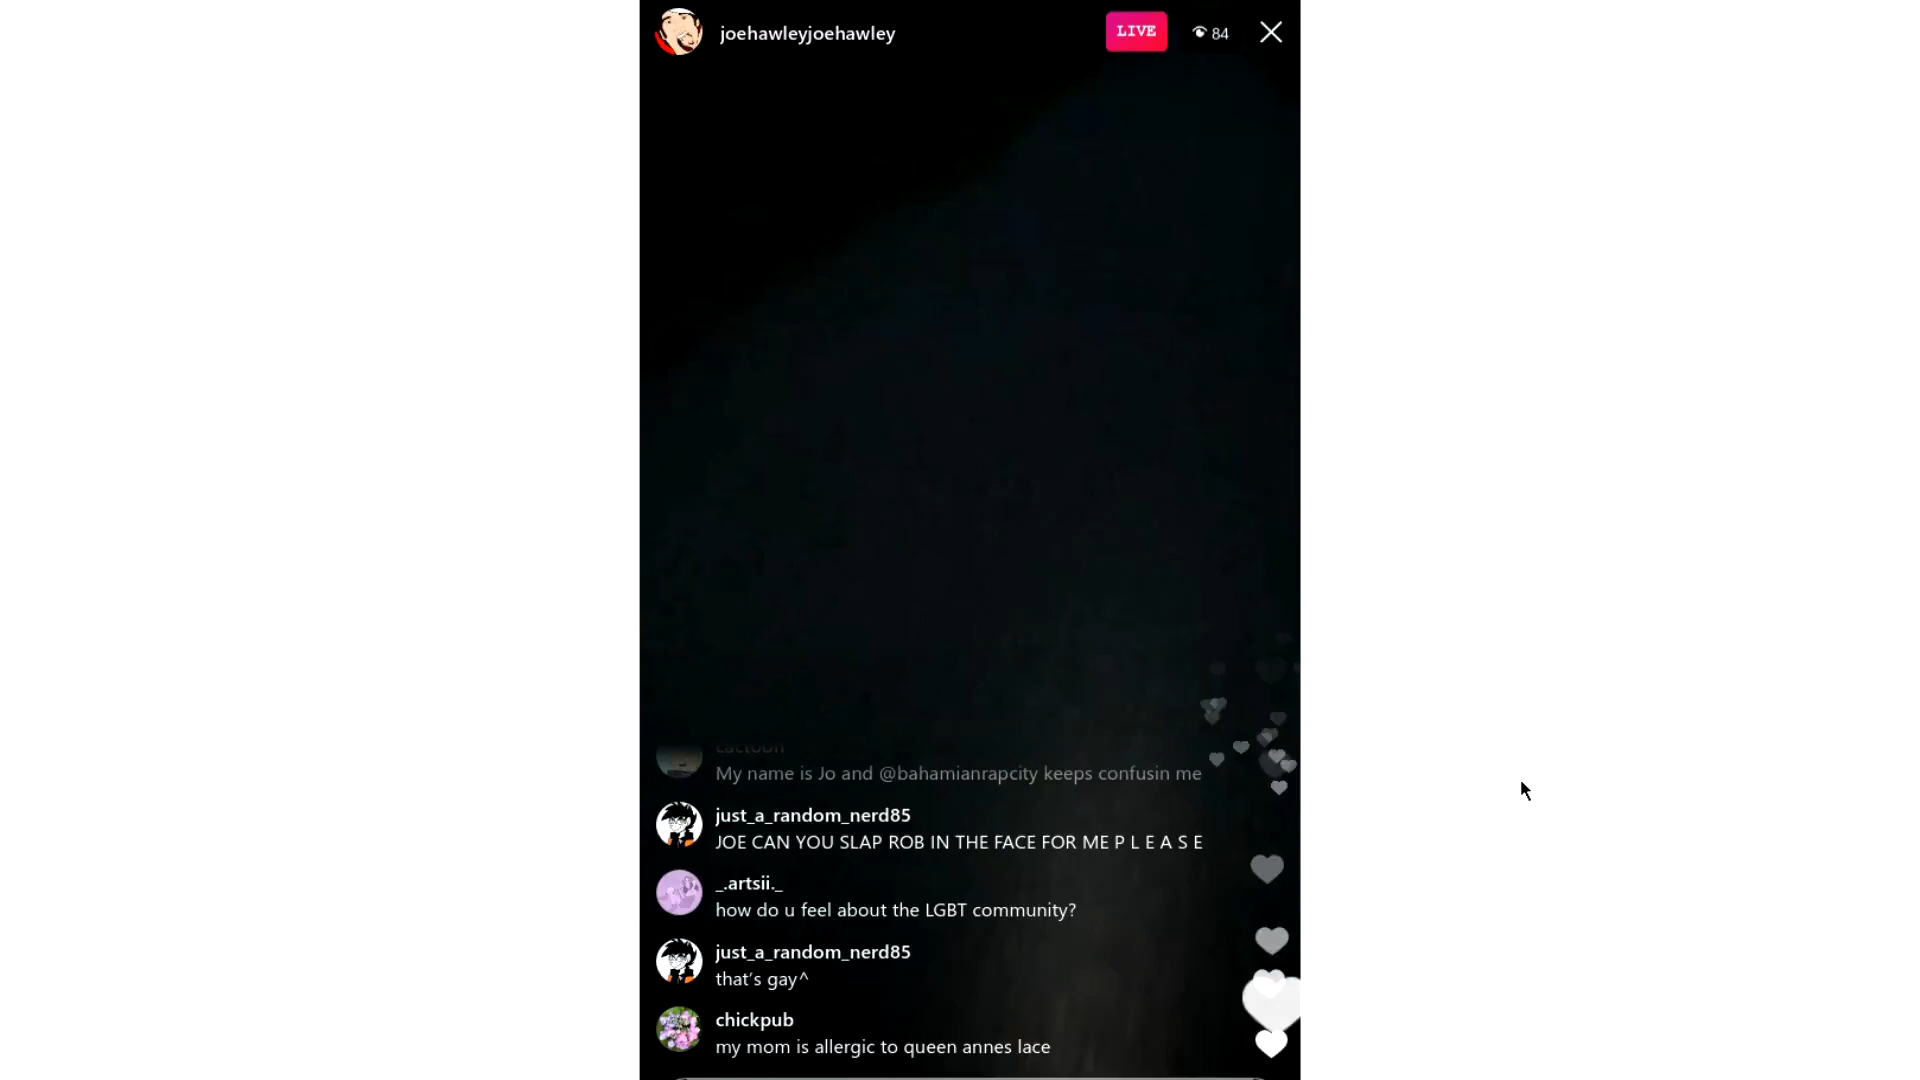 joehawleyjoehawley
LIVE
84
cactoon
My name is Jo and @bahamianrapcity keeps confusin me
just_a_random_nerd85
JOE CAN YOU SLAP ROB IN THE FACE FOR ME P L E A S E
_.artsii._
how do u feel about the LGBT community?
just_a_random_nerd85
that's gay^
chickpub
my mom is allergic to queen annes lace